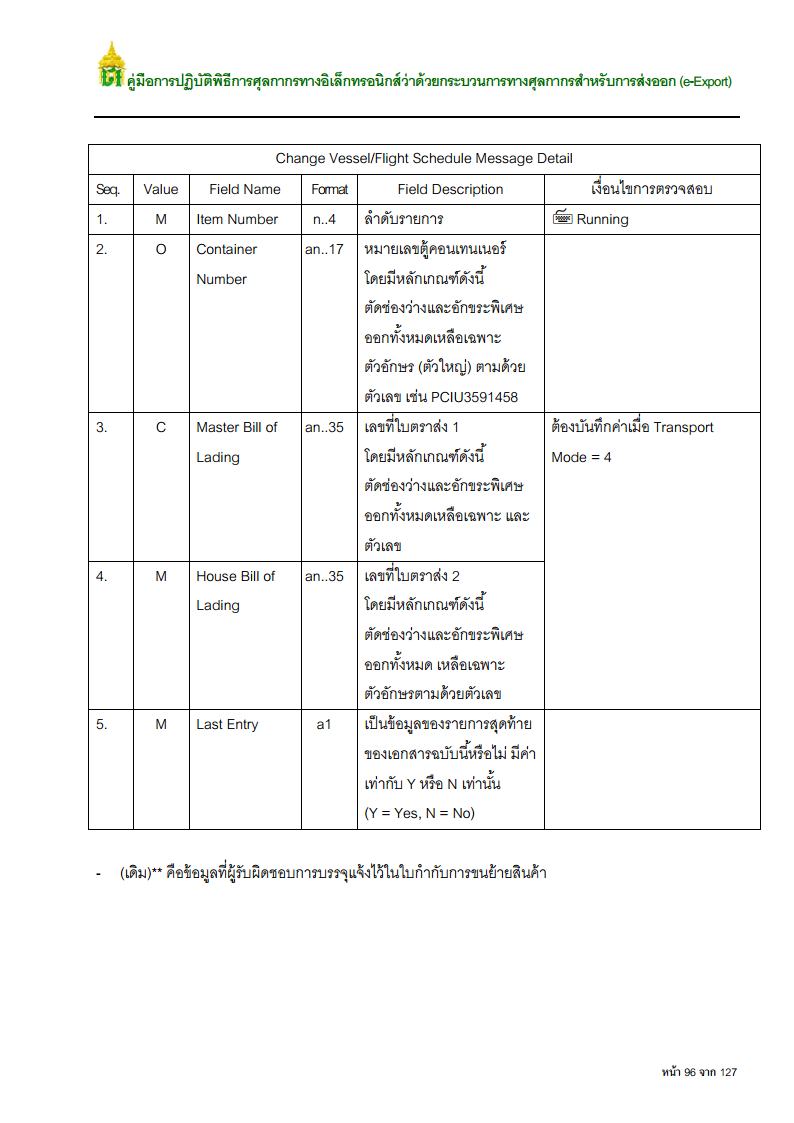 คู่มือการปฏิบัติพิธีการศุลกากรทางอิเล็กทรอนิกส์ว่าด้วยกระบวนการทางศุลกากรสำหรับการส่งออก (e-Export)
Change Vessel/Flight Schedule Message Detail
Seq. Value Field Name Format Field Description เงื่อนไขการตรวจสอบ
1. M Item Number n..4 ลำดับรายการ Running
2. O Container an..17 หมายเลขตู้คอนเทนเนอร์
Number โดยมีหลักเกณฑ์ดังนี้
ตัดช่องว่างและอักขระพิเศษ
ออกทั้งหมดเหลือเฉพาะ
ตัวอักษร (ตัวใหญ่) ตามด้วย
ตัวเลข เช่น PCIU3591458
3. C Master Bill of an..35 เลขที่ใบตราส่ง 1 ต้องบันทึกค่าเมื่อ Transport
Lading โดยมีหลักเกณฑ์ดังนี้ Mode = 4
ตัดช่องว่างและอักขระพิเศษ
ออกทั้งหมดเหลือเฉพาะ และ
ตัวเลข
4. M House Bill of an..35 เลขที่ใบตราส่ง 2
Lading โดยมีหลักเกณฑ์ดังนี้
ตัดช่องว่างและอักขระพิเศษ
ออกทั้งหมด เหลือเฉพาะ
ตัวอักษรตามด้วยตัวเลข
5. M Last Entry a1 เป็นข้อมูลของรายการสุดท้าย
ของเอกสารฉบับนี้หรือไม่ มีค่า
เท่ากับ Y หรือ N เท่านั้น
(Y = Yes, N = No)
- (เดิม)** คือข้อมูลที่ผู้รับผิดชอบการบรรจุแจ้งไว้ในใบกำกับการขนย้ายสินค้า
หน้า 96 จาก 127